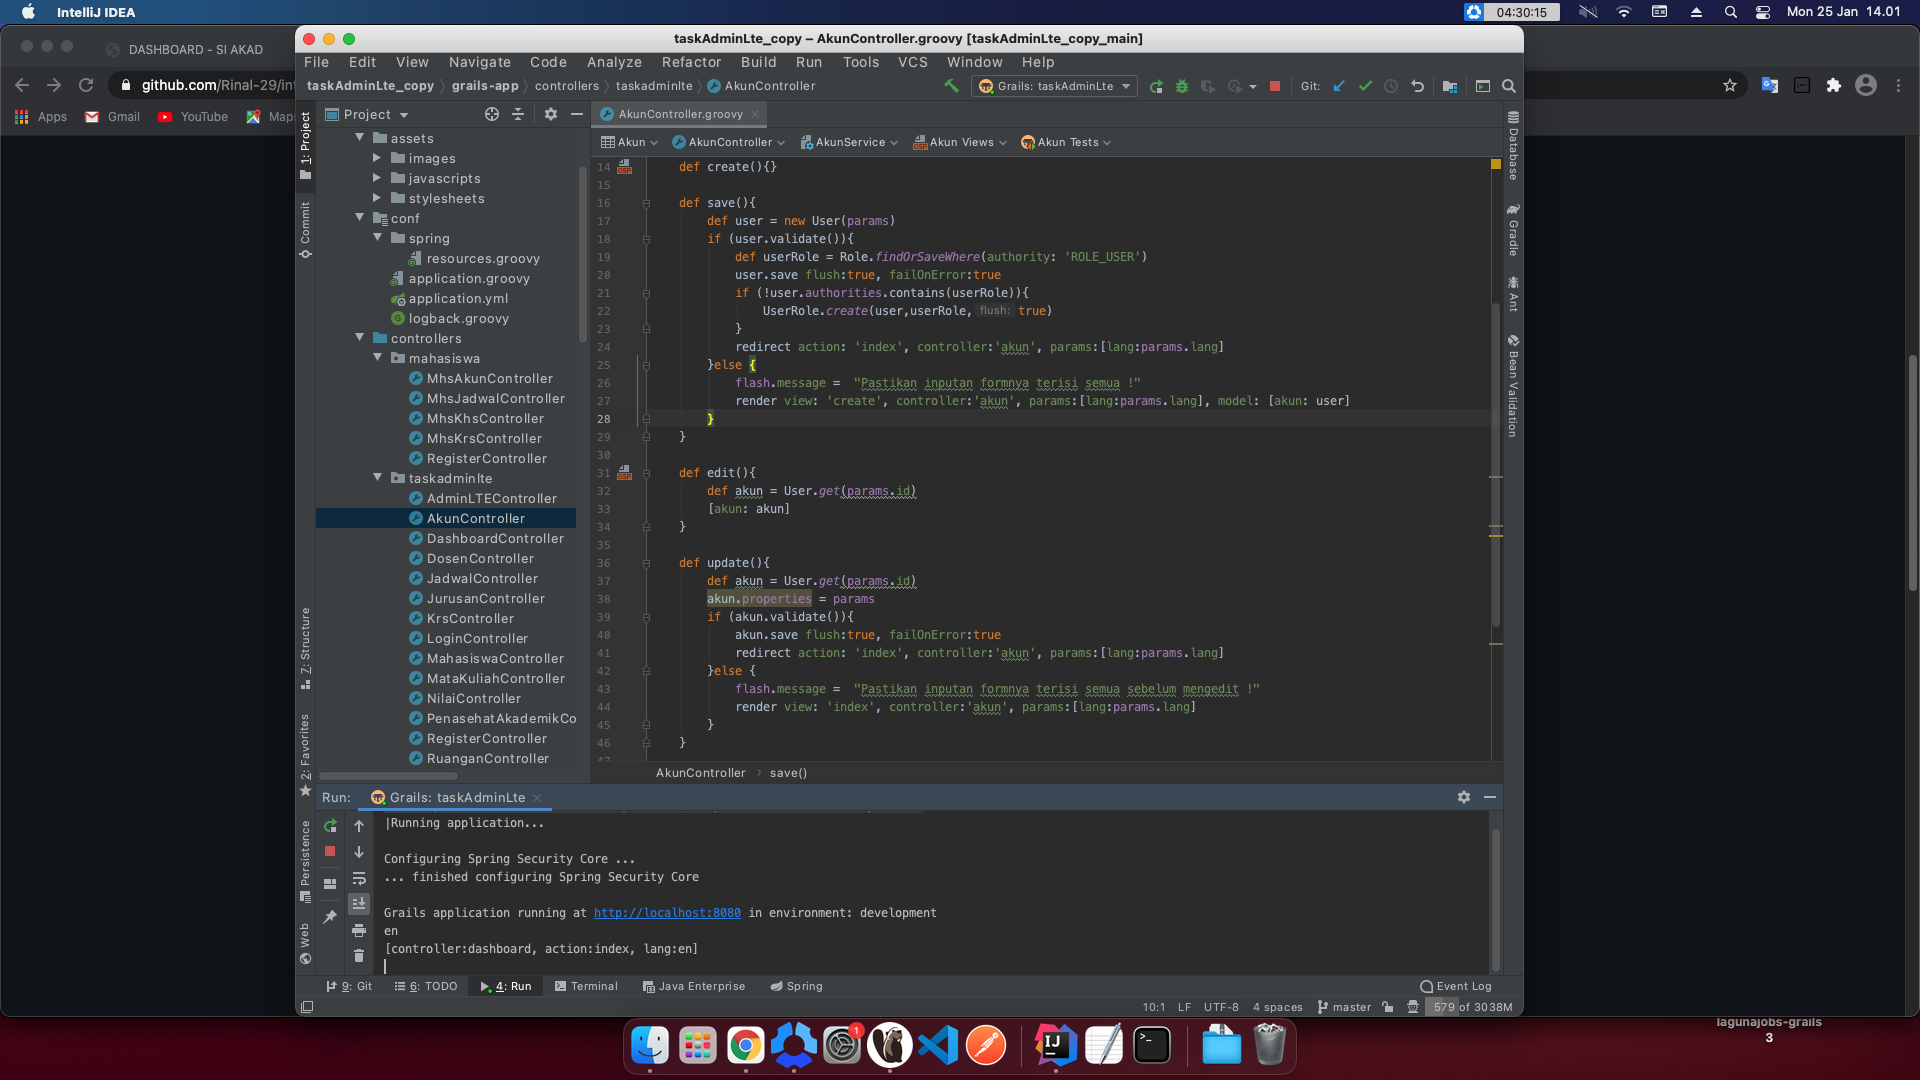 IntelliJ IDEA
04:30:15
Mon 25 Jan 14.01
DASHBOARD - SI AKAD
github.com/Rinal-29/in
Apps
Gmail
YouTube
Maps
taskAdminLte_copy – AkunController.groovy [taskAdminLte_copy_main]
File Edit View Navigate Code Analyze Refactor Build Run Tools VCS Window Help
taskAdminLte_copy grails-app controllers taskadminlte AkunController
Grails: taskAdminLte
Git:
1: Project
Commit
7: Structure
2: Favorites
Persistence
Web
Project
assets
images
javascripts
stylesheets
conf
spring
resources.groovy
application.groovy
application.yml
logback.groovy
controllers
mahasiswa
MhsAkunController
MhsJadwalController
MhsKhsController
MhsKrsController
RegisterController
taskadminlte
AdminLTEController
AkunController
DashboardController
DosenController
JadwalController
JurusanController
KrsController
LoginController
MahasiswaController
MataKuliahController
NilaiController
PenasehatAkademikCo
RegisterController
RuanganController
AkunController.groovy
Akun AkunController AkunService Akun Views Akun Tests
14 def create(){}
15
16 def save(){
17 def user = new User(params)
18 if (user.validate()){
19 def userRole = Role.findOrSaveWhere(authority: 'ROLE_USER')
20 user.save flush:true, failOnError:true
21 if (!user.authorities.contains(userRole)){
22 UserRole.create(user,userRole, flush: true)
23 }
24 redirect action: 'index', controller:'akun', params:[lang:params.lang]
25 }else {
26 flash.message = "Pastikan inputan formnya terisi semua !"
27 render view: 'create', controller:'akun', params:[lang:params.lang], model: [akun: user]
28 }
29 }
30
31 def edit(){
32 def akun = User.get(params.id)
33 [akun: akun]
34 }
35
36 def update(){
37 def akun = User.get(params.id)
38 akun.properties = params
39 if (akun.validate()){
40 akun.save flush:true, failOnError:true
41 redirect action: 'index', controller:'akun', params:[lang:params.lang]
42 }else {
43 flash.message = "Pastikan inputan formnya terisi semua sebelum mengedit !"
44 render view: 'index', controller:'akun', params:[lang:params.lang]
45 }
46 }
47
AkunController save()
Database
Gradle
Ant
Bean Validation
Run: Grails: taskAdminLte
|Running application...
Configuring Spring Security Core ...
... finished configuring Spring Security Core
Grails application running at http://localhost:8080 in environment: development
en
[controller:dashboard, action:index, lang:en]
9: Git 6: TODO 4: Run Terminal Java Enterprise Spring Event Log
10:1 LF UTF-8 4 spaces master 579 of 3038M
lagunajobs-grails
3
1